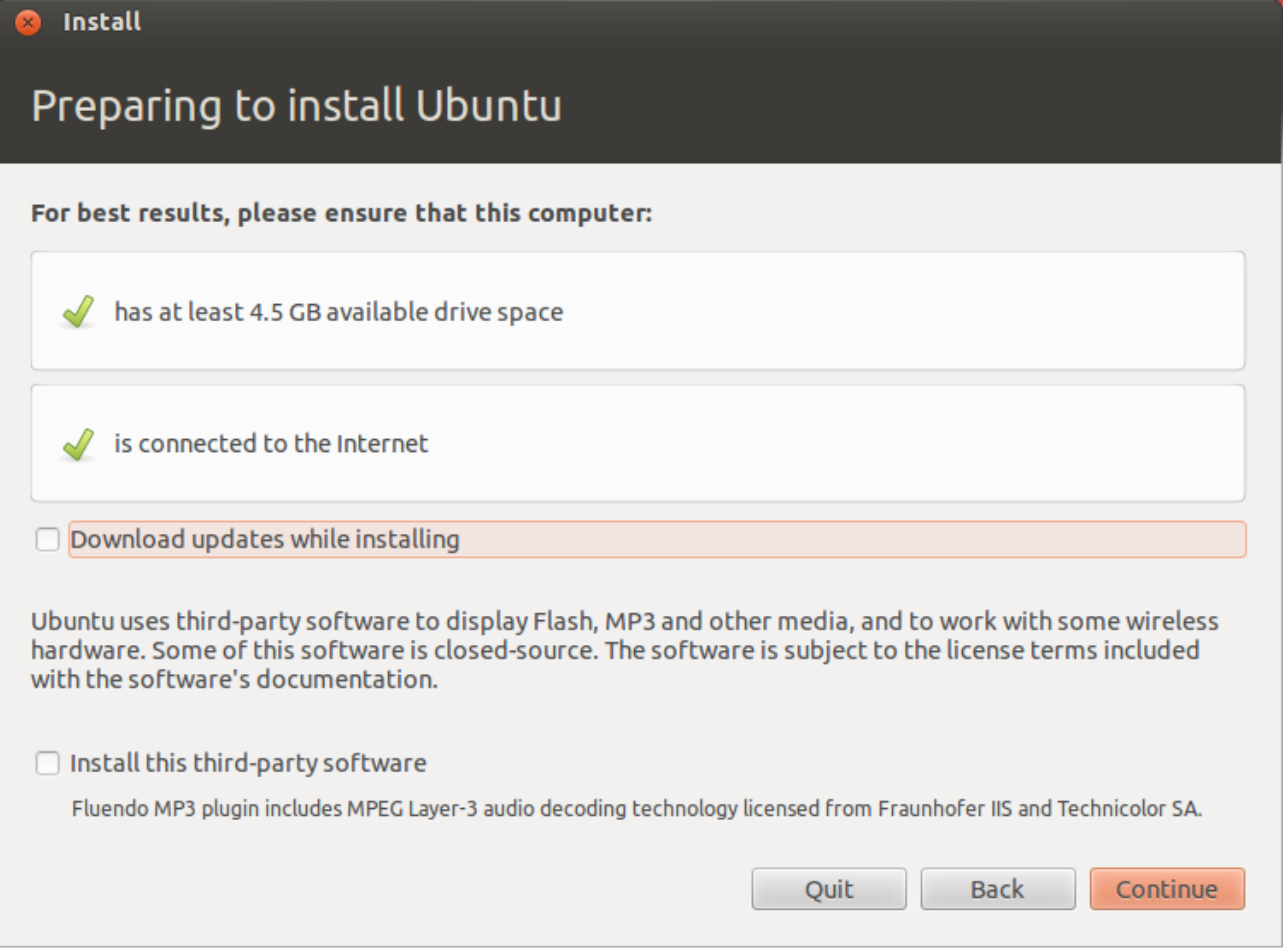 Install
Preparing to install Ubuntu
For best results, please ensure that this computer:
has at least 4.5 GB available drive space
is connected to the Internet
Download updates while installing
Ubuntu uses third-party software to display Flash, MP3 and other media, and to work with some wireless
hardware. Some of this software is closed-source. The software is subject to the license terms included
with the software's documentation.
Install this third-party software
Fluendo MP3 plugin includes MPEG Layer-3 audio decoding technology licensed from Fraunhofer IIS and Technicolor SA.
Quit Back Continue